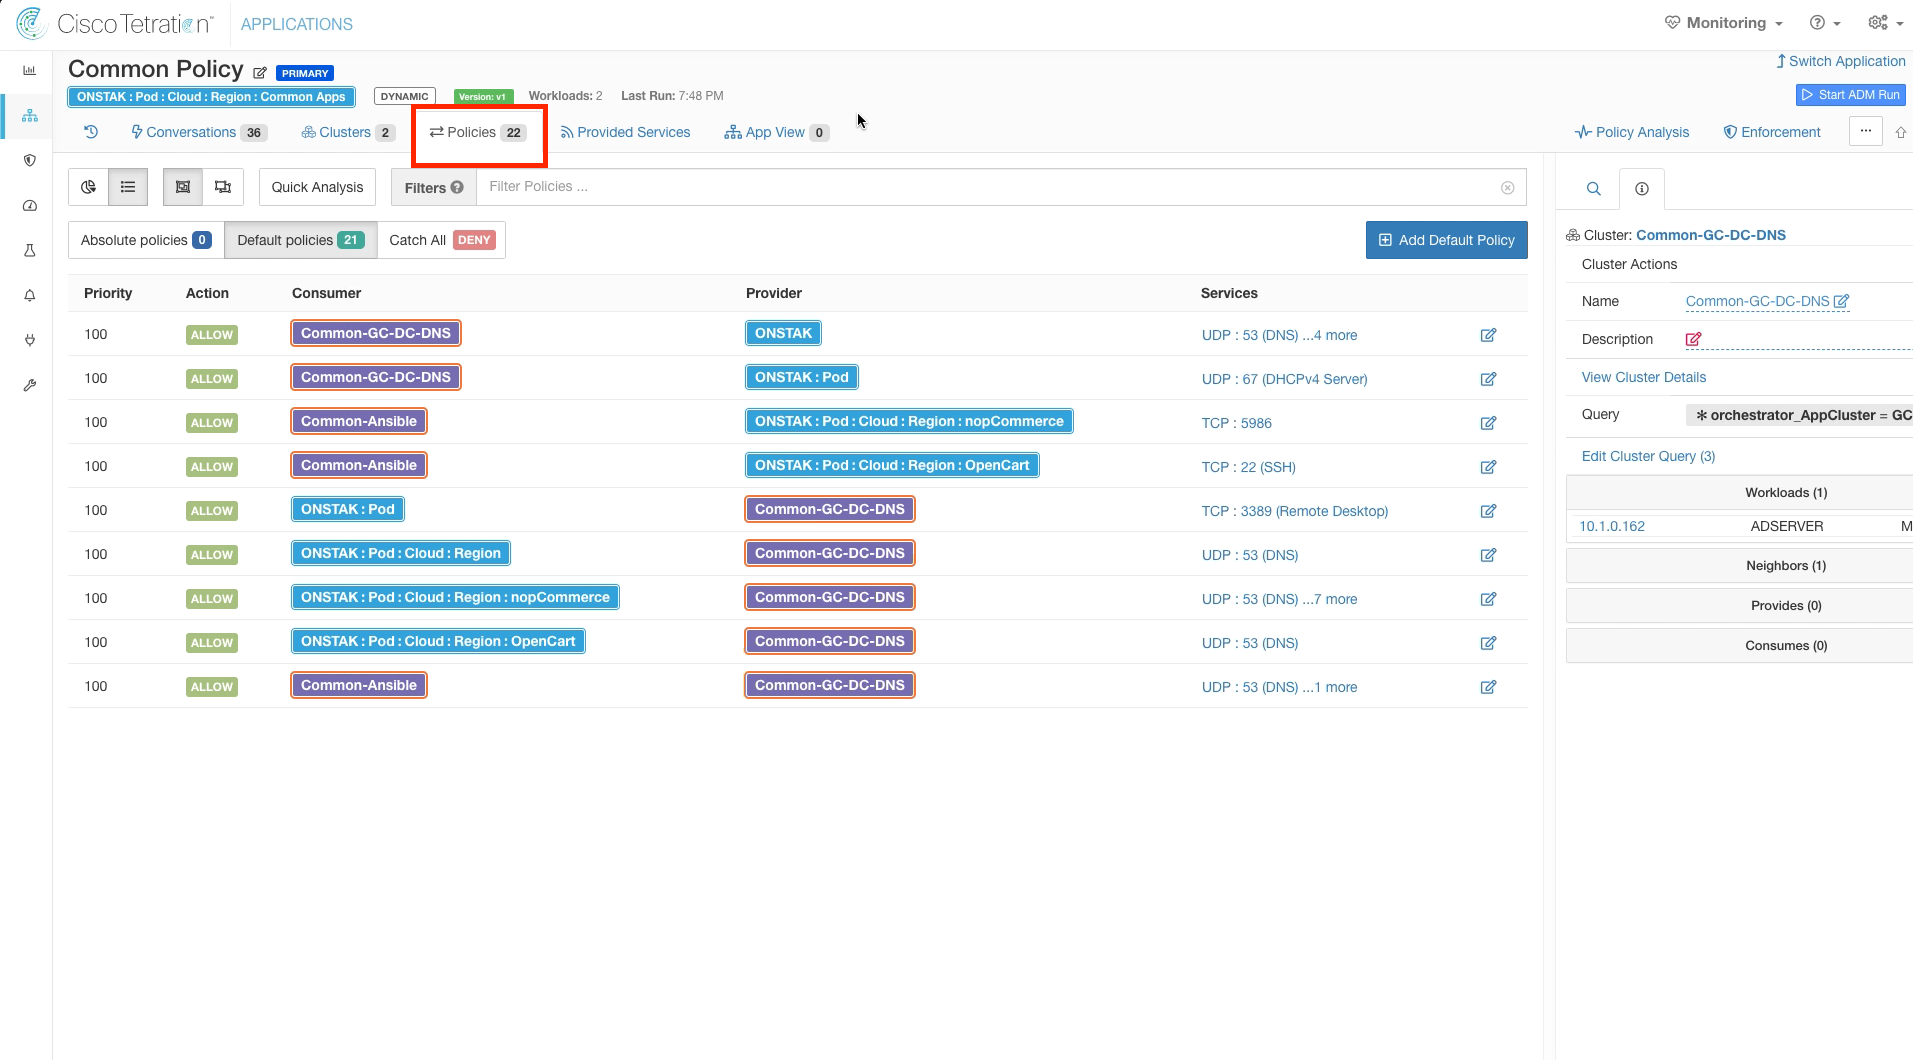 Cisco Tetration™ APPLICATIONS Monitoring
Common Policy PRIMARY Switch Application
ONSTAK : Pod : Cloud : Region : Common Apps DYNAMIC Version: v1 Workloads: 2 Last Run: 7:48 PM Start ADM Run
Conversations 36 Clusters 2 Policies 22 Provided Services App View 0 Policy Analysis Enforcement ...
Quick Analysis Filters ? Filter Policies ...
Absolute policies 0 Default policies 21 Catch All DENY Add Default Policy
Priority Action Consumer Provider Services
100 ALLOW Common-GC-DC-DNS ONSTAK UDP : 53 (DNS) ...4 more
100 ALLOW Common-GC-DC-DNS ONSTAK : Pod UDP : 67 (DHCPv4 Server)
100 ALLOW Common-Ansible ONSTAK : Pod : Cloud : Region : nopCommerce TCP : 5986
100 ALLOW Common-Ansible ONSTAK : Pod : Cloud : Region : OpenCart TCP : 22 (SSH)
100 ALLOW ONSTAK : Pod Common-GC-DC-DNS TCP : 3389 (Remote Desktop)
100 ALLOW ONSTAK : Pod : Cloud : Region Common-GC-DC-DNS UDP : 53 (DNS)
100 ALLOW ONSTAK : Pod : Cloud : Region : nopCommerce Common-GC-DC-DNS UDP : 53 (DNS) ...7 more
100 ALLOW ONSTAK : Pod : Cloud : Region : OpenCart Common-GC-DC-DNS UDP : 53 (DNS)
100 ALLOW Common-Ansible Common-GC-DC-DNS UDP : 53 (DNS) ...1 more
Cluster: Common-GC-DC-DNS
Cluster Actions
Name Common-GC-DC-DNS
Description
View Cluster Details
Query * orchestrator_AppCluster = GC
Edit Cluster Query (3)
Workloads (1)
10.1.0.162 ADSERVER M
Neighbors (1)
Provides (0)
Consumes (0)